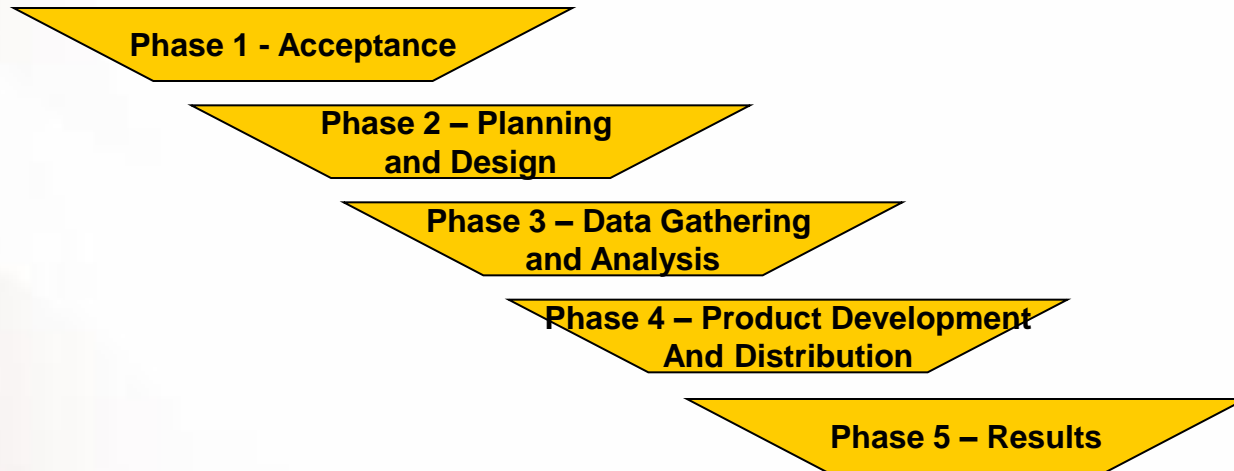 Phase 1 - Acceptance
Phase 2 – Planning
and Design
Phase 3 – Data Gathering
and Analysis
Phase 4 – Product Development
And Distribution
Phase 5 – Results